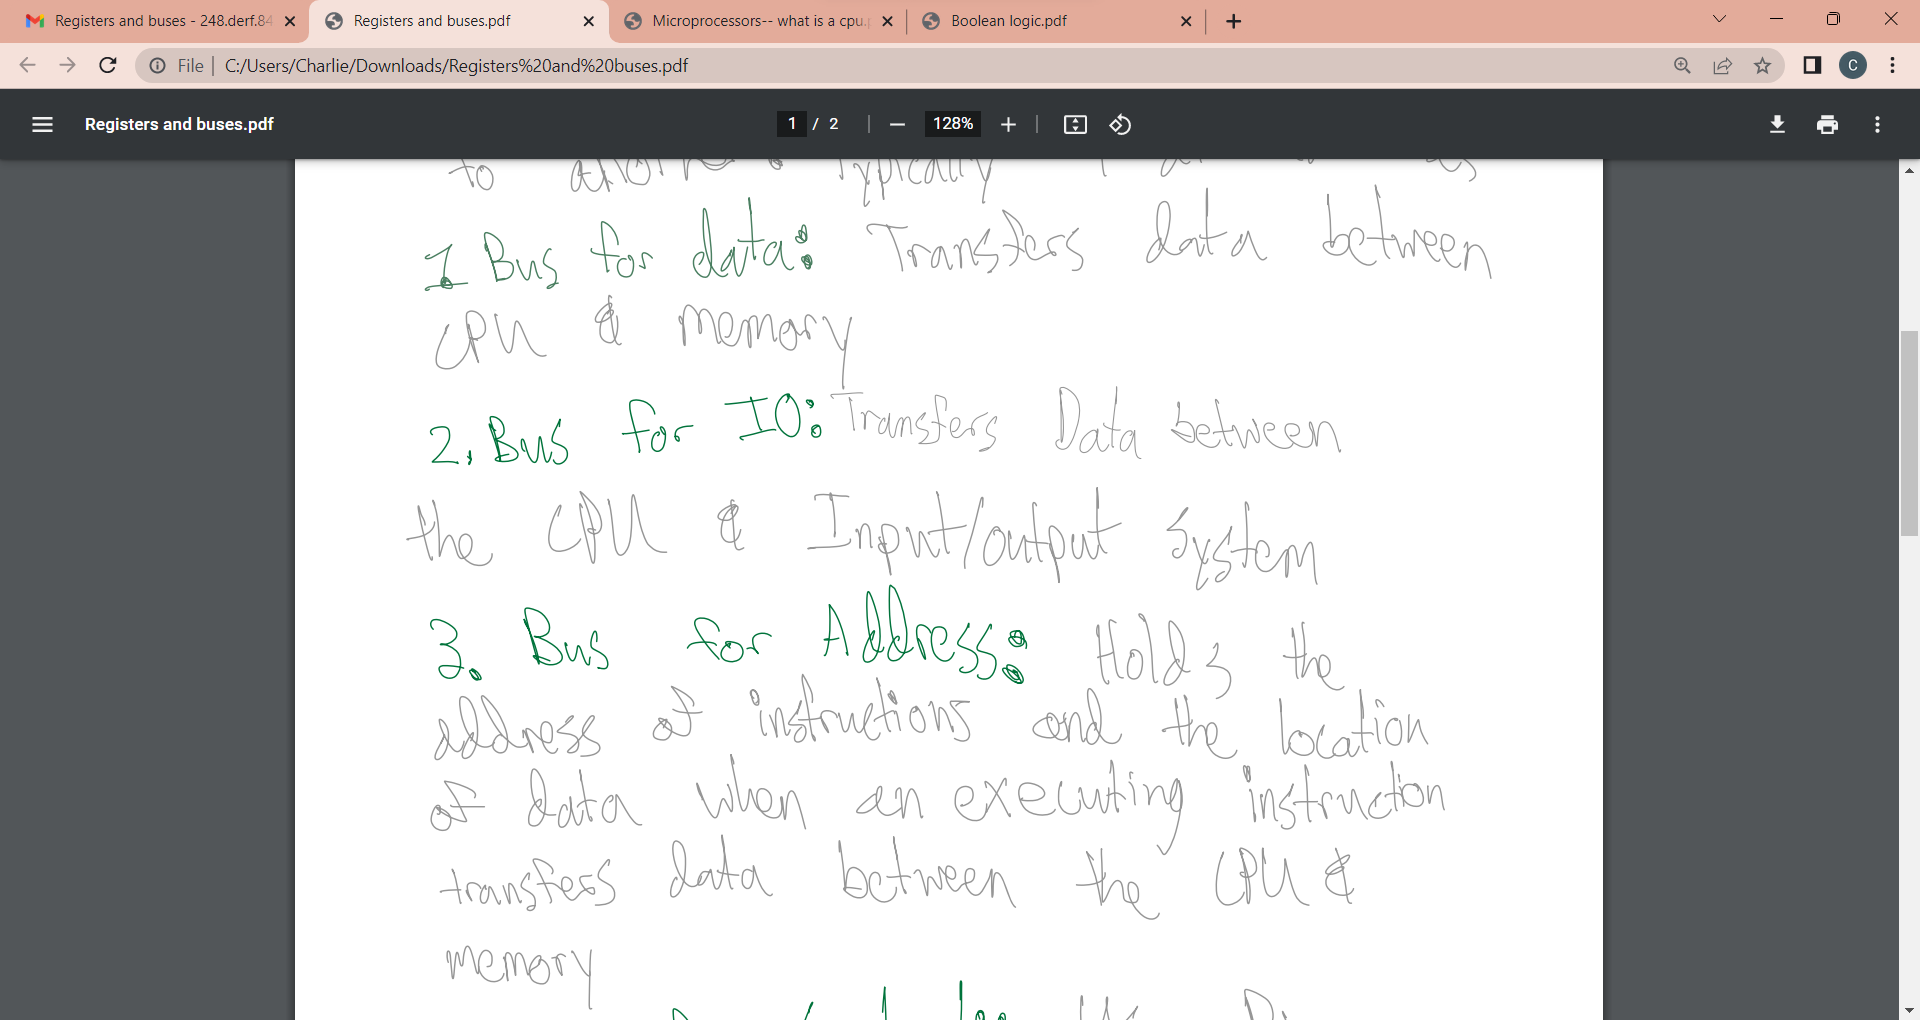 Registers and buses - 248.derf.84
Registers and buses.pdf
Microprocessors-- what is a cpu.p
Boolean logic.pdf
File
C:/Users/Charlie/Downloads/Registers%20and%20buses.pdf
C
Registers and buses.pdf
1 / 2
128%
to another. Typically
1 Bus for data: Transfers data between
CPU & memory
2. Bus for IO: Transfers Data between
the CPU & Input/output System
3. Bus for Address: Holds the
address of instructions and the location
of data when an executing instruction
transfers data between the CPU &
memory